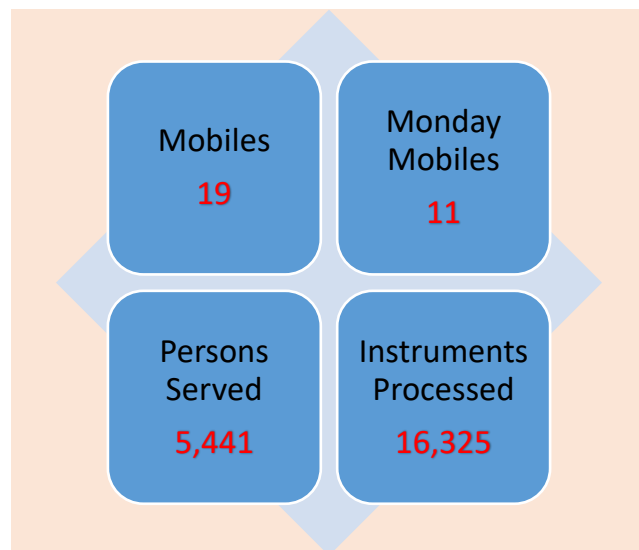 Mobiles
19
Monday
Mobiles
11
Persons
Served
5,441
Instruments
Processed
16,325